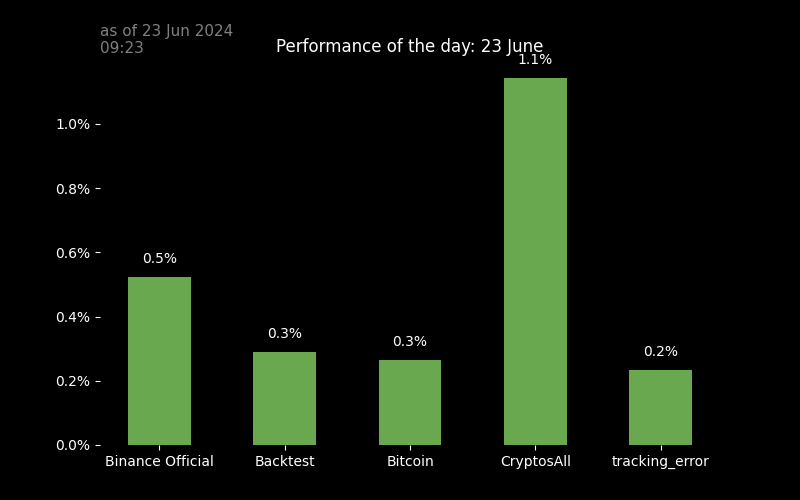 as of 23 Jun 2024
09:23
Performance of the day: 23 June
1.1%
1.0%
0.8%
0.6%
0.5%
0.4%
0.3%
0.3%
0.2%
0.2%
0.0%
Binance Official
Backtest
Bitcoin
CryptosAll
tracking_error